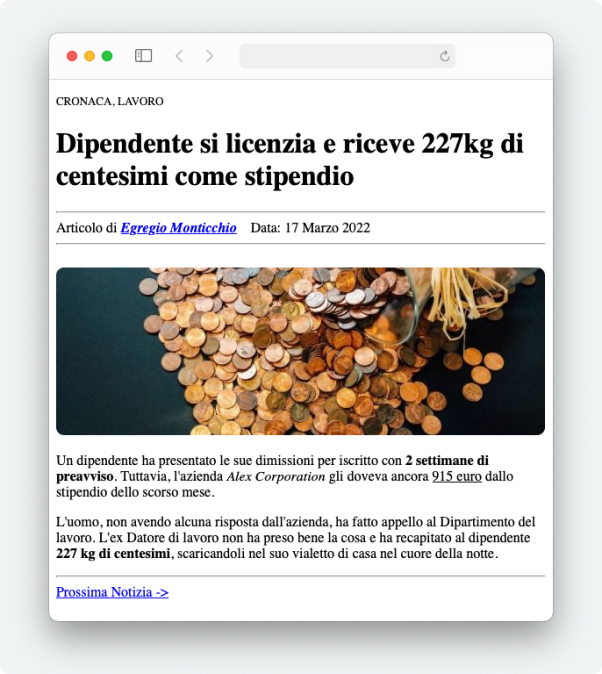 CRONACA, LAVORO
Dipendente si licenzia e riceve 227kg di
centesimi come stipendio
Articolo di Egregio Monticchio Data: 17 Marzo 2022
Un dipendente ha presentato le sue dimissioni per iscritto con 2 settimane di
preavviso. Tuttavia, l'azienda Alex Corporation gli doveva ancora 915 euro dallo
stipendio dello scorso mese.
L'uomo, non avendo alcuna risposta dall'azienda, ha fatto appello al Dipartimento del
lavoro. L'ex Datore di lavoro non ha preso bene la cosa e ha recapitato al dipendente
227 kg di centesimi, scaricandoli nel suo vialetto di casa nel cuore della notte.
Prossima Notizia ->